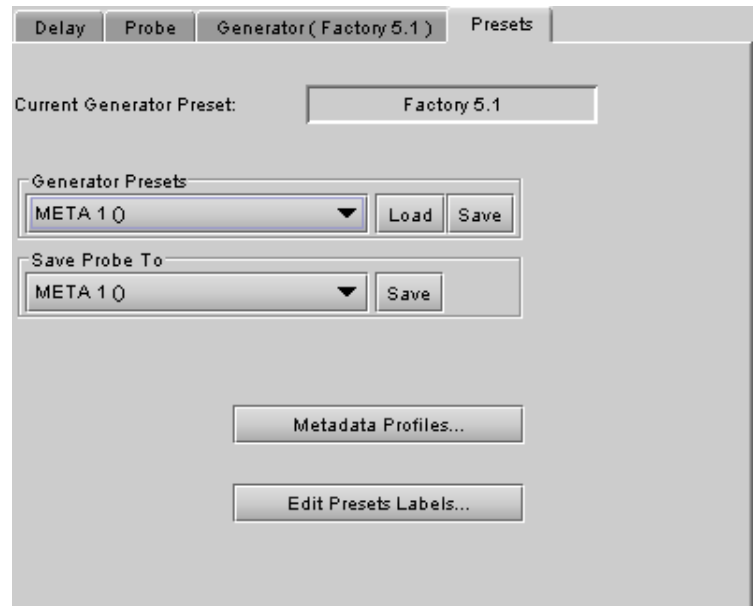 Delay Probe Generator ( Factory 5.1 ) Presets
Current Generator Preset: Factory 5.1
Generator Presets
META 1 () Load Save
Save Probe To
META 1 () Save
Metadata Profiles...
Edit Presets Labels...